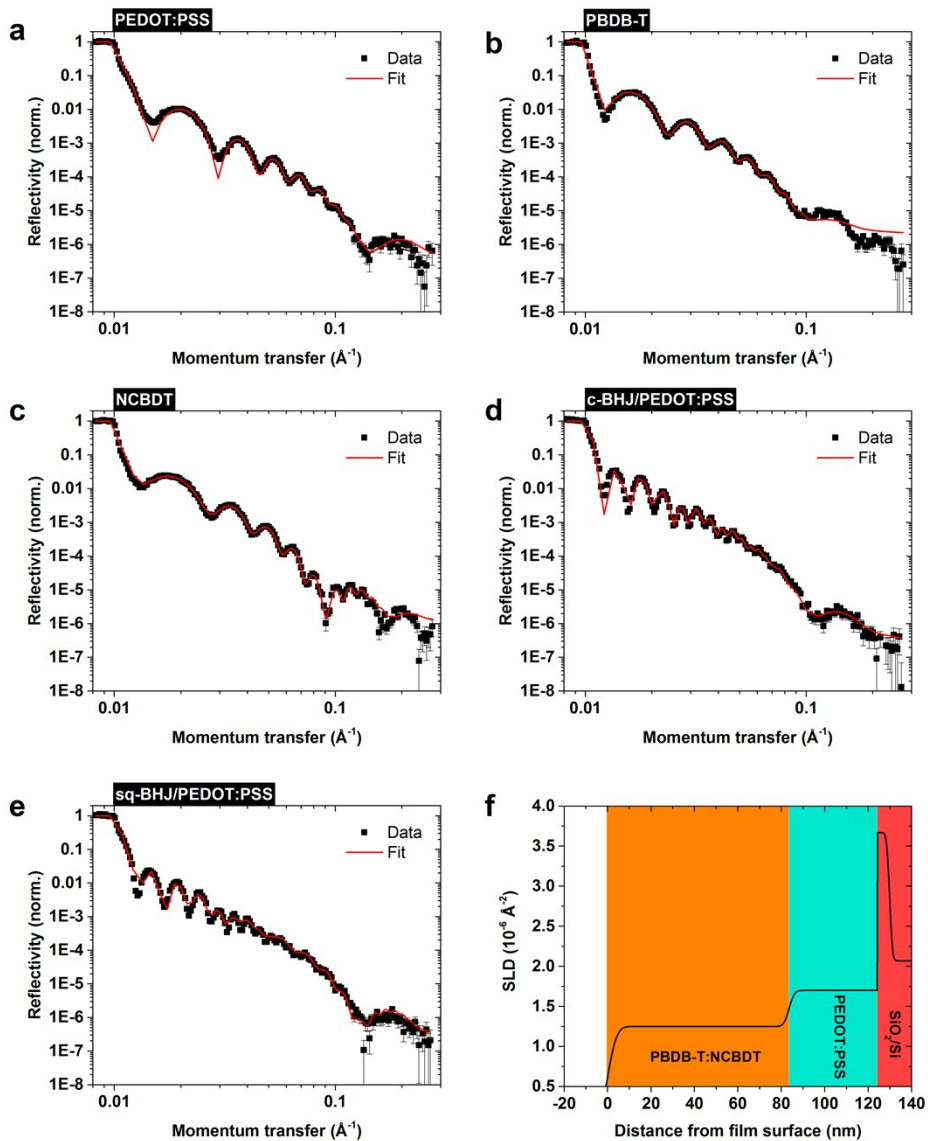 a
PEDOT:PSS
Data
Fit
Reflectivity (norm.)
1
0.1
0.01
1E-3
1E-4
1E-5
1E-6
1E-7
1E-8
0.01
0.1
Momentum transfer (Å⁻¹)
b
PBDB-T
Data
Fit
Reflectivity (norm.)
1
0.1
0.01
1E-3
1E-4
1E-5
1E-6
1E-7
1E-8
0.01
0.1
Momentum transfer (Å⁻¹)
c
NCBDT
Data
Fit
Reflectivity (norm.)
1
0.1
0.01
1E-3
1E-4
1E-5
1E-6
1E-7
1E-8
0.01
0.1
Momentum transfer (Å⁻¹)
d
c-BHJ/PEDOT:PSS
Data
Fit
Reflectivity (norm.)
1
0.1
0.01
1E-3
1E-4
1E-5
1E-6
1E-7
1E-8
0.01
0.1
Momentum transfer (Å⁻¹)
e
sq-BHJ/PEDOT:PSS
Data
Fit
Reflectivity (norm.)
1
0.1
0.01
1E-3
1E-4
1E-5
1E-6
1E-7
1E-8
0.01
0.1
Momentum transfer (Å⁻¹)
f
SLD (10⁻⁶ Å⁻²)
4.0
3.5
3.0
2.5
2.0
1.5
1.0
0.5
PBDB-T:NCBDT
PEDOT:PSS
SiO₂/Si
-20 0 20 40 60 80 100 120 140
Distance from film surface (nm)